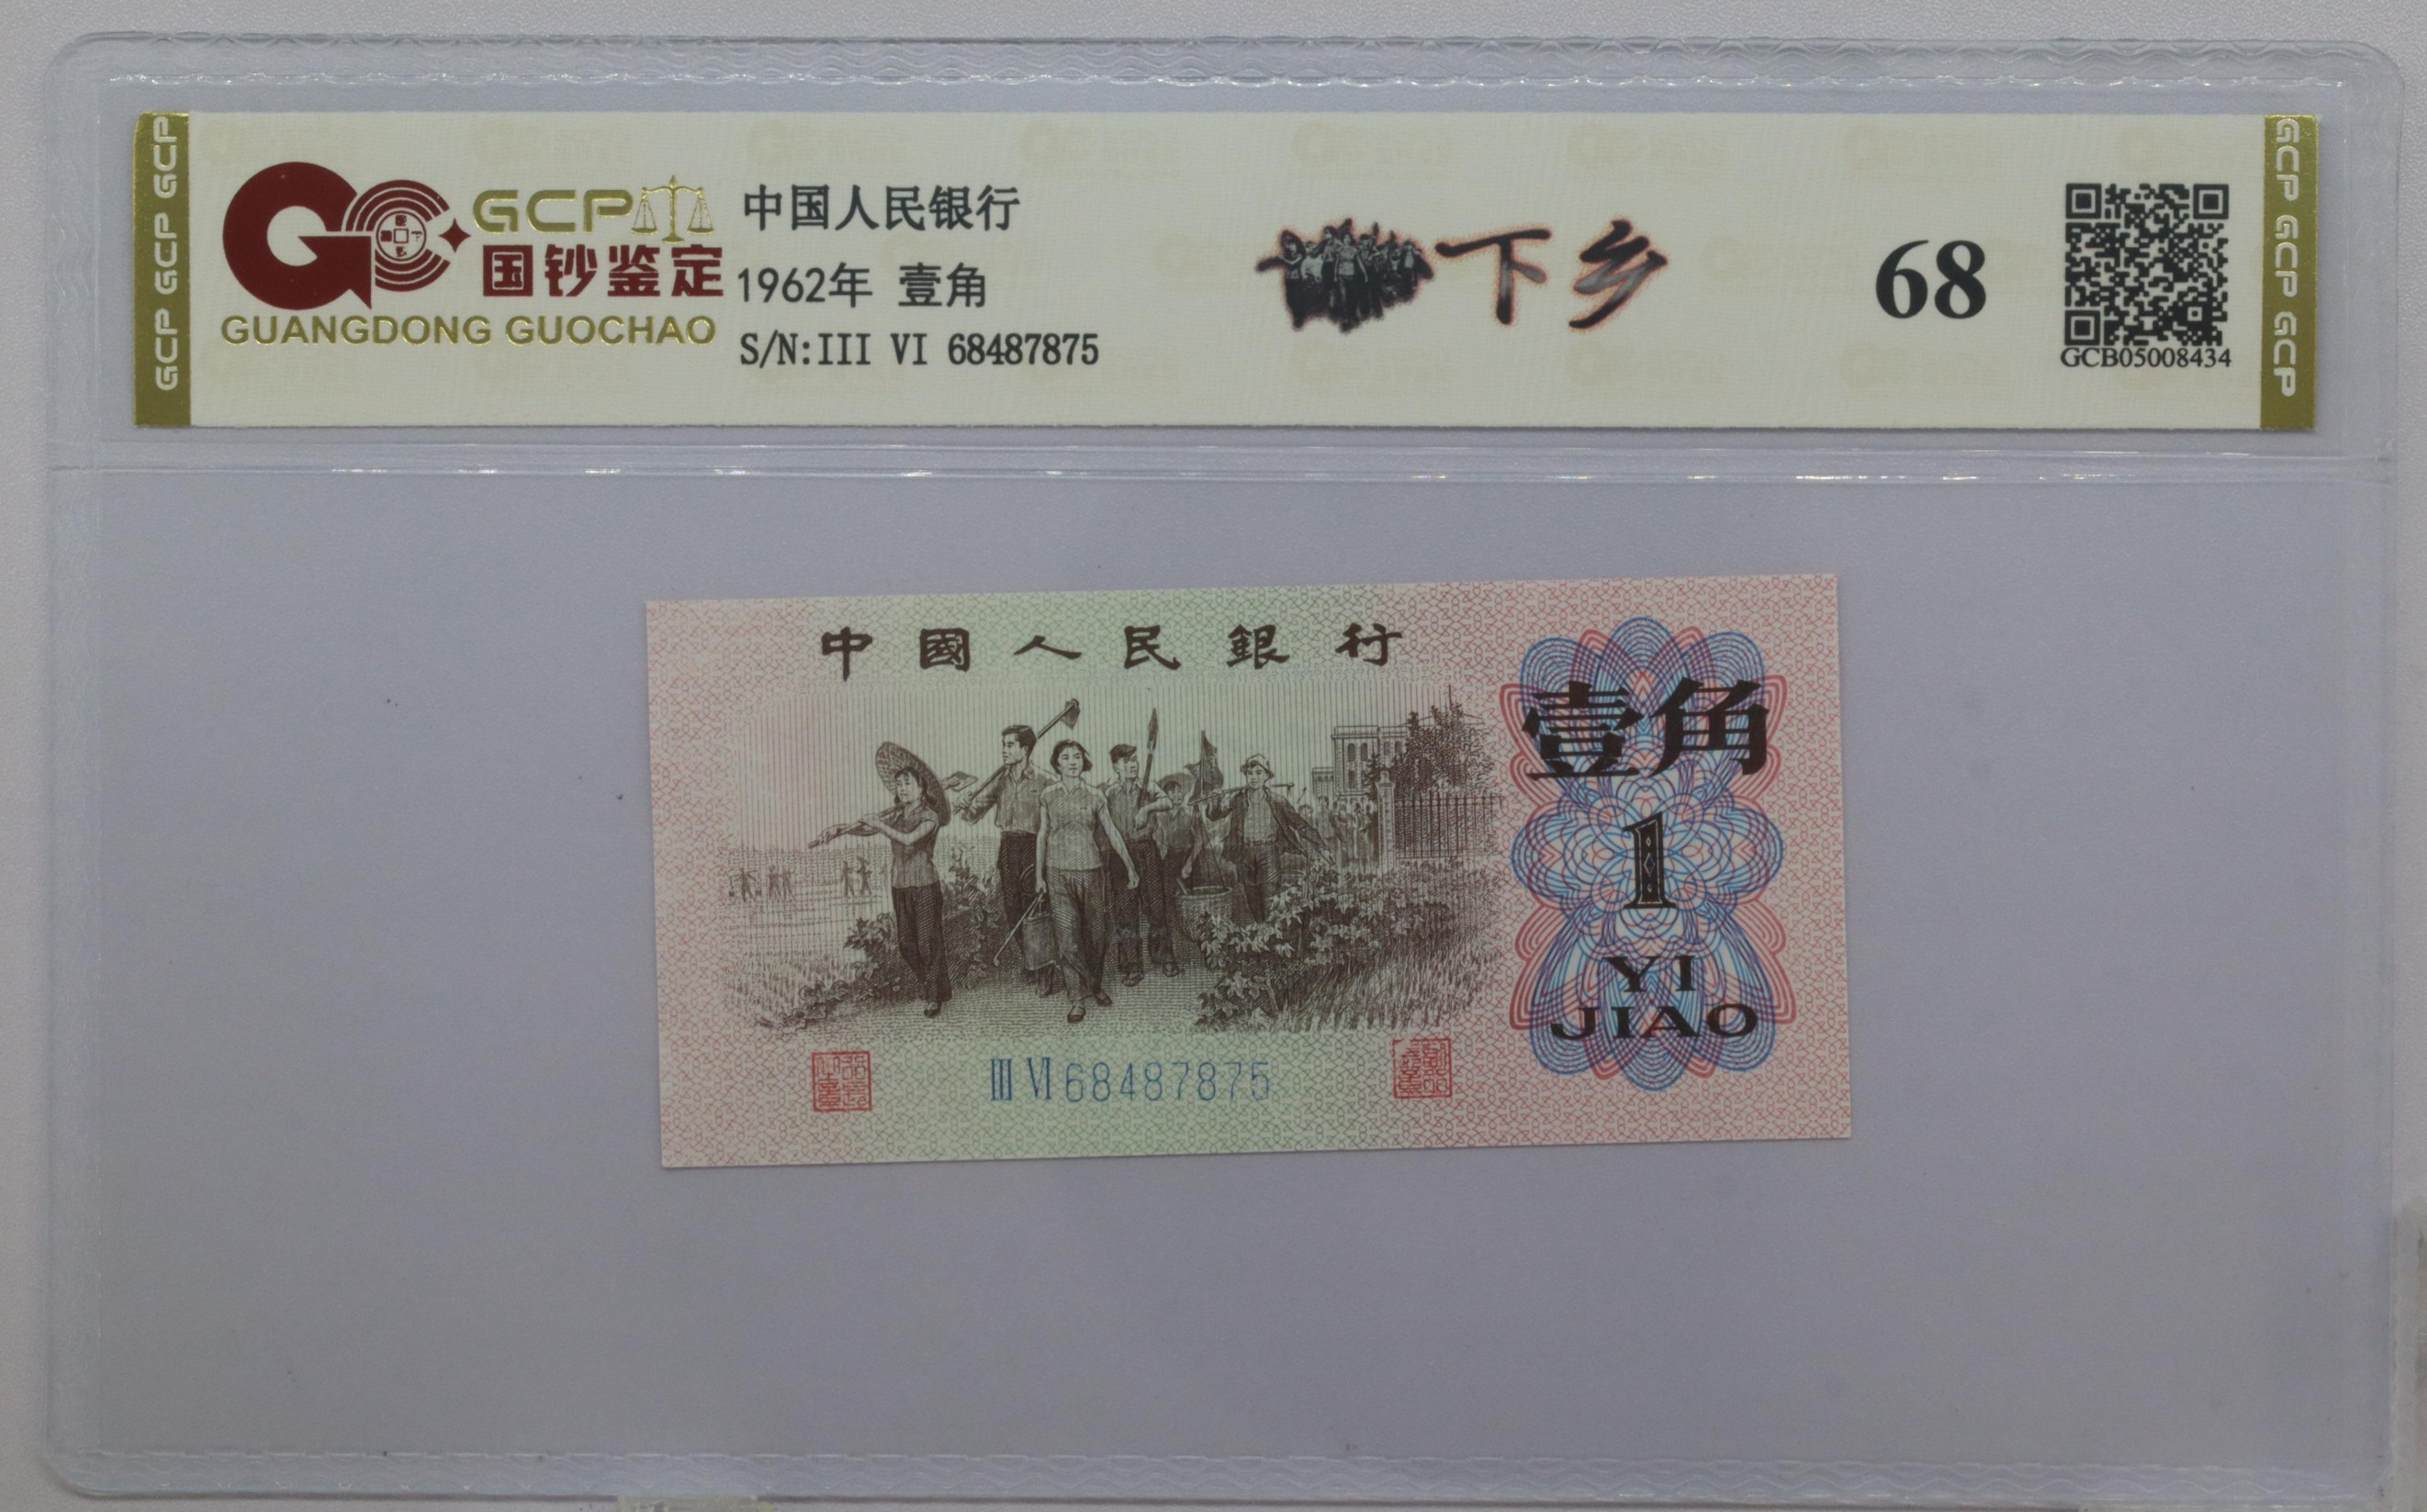 GCP GCP GCP
GCP
国钞鉴定
GUANGDONG GUOCHAO
中国人民银行
1962年 壹角
S/N:III VI 68487875
下乡
68
GCB05008434
GCP GCP GCP
中國人民銀行
壹角
1
YI
JIAO
III VI 68487875